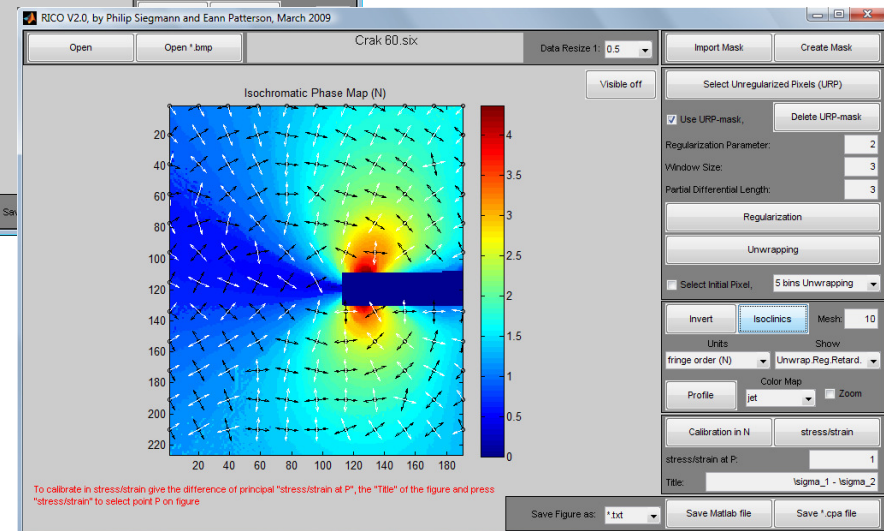 RICO V2.0, by Philip Siegmann and Eann Patterson, March 2009
Open
Open *.bmp
Crak 60.six
Data Resize 1:
0.5
Import Mask
Create Mask
Visible off
Isochromatic Phase Map (N)
20
40
60
80
100
120
140
160
180
200
220
20
40
60
80
100
120
140
160
180
4
3.5
3
2.5
2
1.5
1
0.5
0
Select Unregularized Pixels (URP)
Use URP-mask,
Delete URP-mask
Regularization Parameter:
2
Window Size:
3
Partial Differential Length:
3
Regularization
Unwrapping
Select Initial Pixel,
5 bins Unwrapping
Invert
Isoclinics
Mesh:
10
Units
Show
fringe order (N)
Unwrap.Reg.Retard.
Profile
Color Map
jet
Zoom
Calibration in N
stress/strain
stress/strain at P:
1
Title:
\sigma_1 - \sigma_2
To calibrate in stress/strain give the difference of principal "stress/strain at P", the "Title" of the figure and press
"stress/strain" to select point P on figure
Save Figure as:
*.txt
Save Matlab file
Save *.cpa file